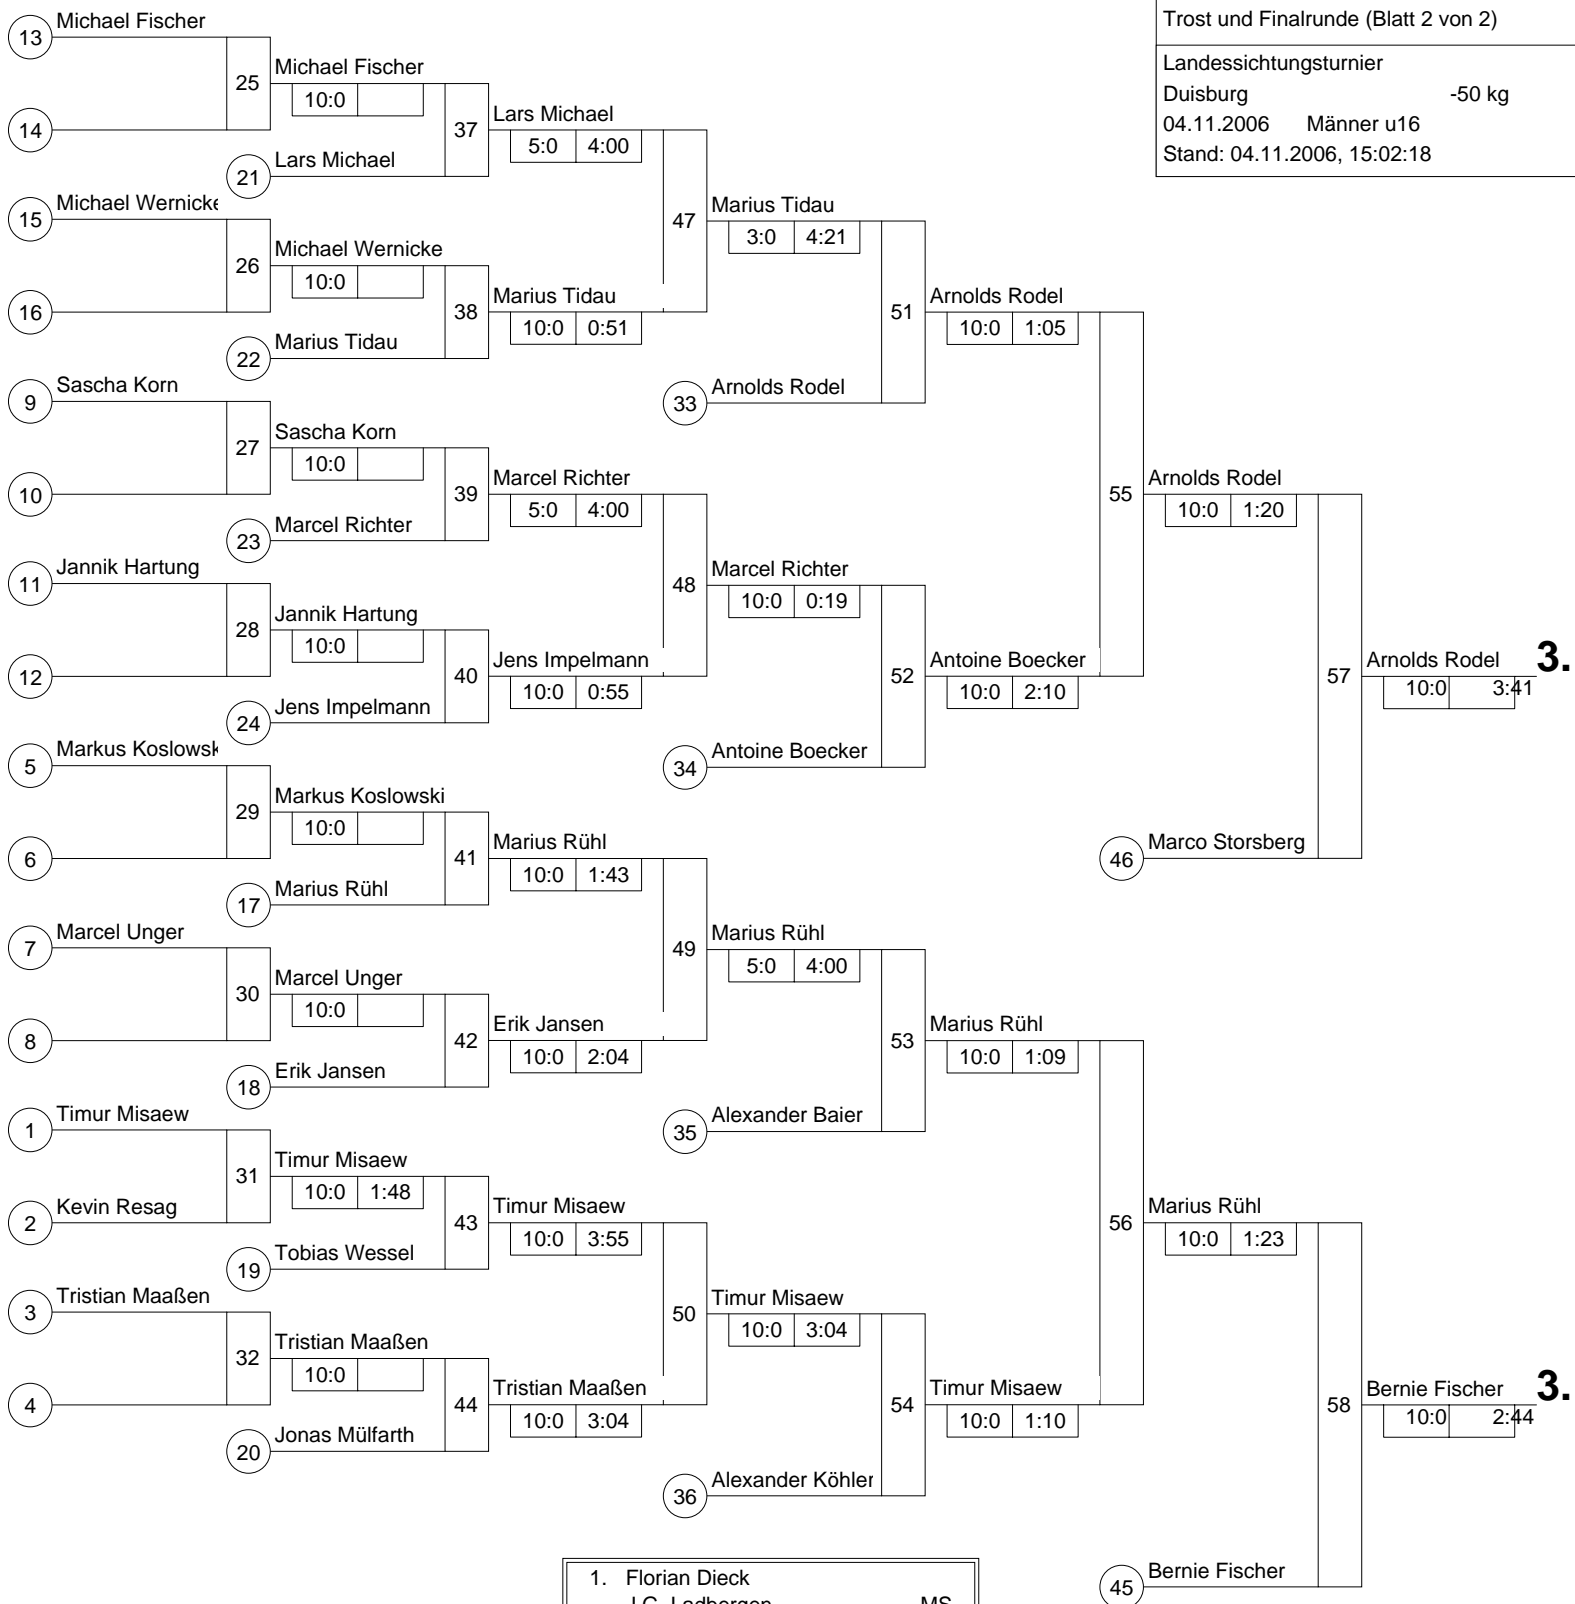 Trost und Finalrunde (Blatt 2 von 2)
Landessichtungsturnier
Duisburg -50 kg
04.11.2006 Männer u16
Stand: 04.11.2006, 15:02:18
13 Michael Fischer
14
25 Michael Fischer
10:0
21 Lars Michael
37 Lars Michael
5:0 4:00
15 Michael Wernicke
16
26 Michael Wernicke
10:0
22 Marius Tidau
38 Marius Tidau
10:0 0:51
47 Marius Tidau
3:0 4:21
33 Arnolds Rodel
51 Arnolds Rodel
10:0 1:05
9 Sascha Korn
10
27 Sascha Korn
10:0
23 Marcel Richter
39 Marcel Richter
5:0 4:00
11 Jannik Hartung
12
28 Jannik Hartung
10:0
24 Jens Impelmann
40 Jens Impelmann
10:0 0:55
48 Marcel Richter
10:0 0:19
34 Antoine Boecker
52 Antoine Boecker
10:0 2:10
55 Arnolds Rodel
10:0 1:20
46 Marco Storsberg
57 Arnolds Rodel 3.
10:0 3:41
5 Markus Koslowsk
6
29 Markus Koslowski
10:0
17 Marius Rühl
41 Marius Rühl
10:0 1:43
7 Marcel Unger
8
30 Marcel Unger
10:0
18 Erik Jansen
42 Erik Jansen
10:0 2:04
49 Marius Rühl
5:0 4:00
35 Alexander Baier
53 Marius Rühl
10:0 1:09
1 Timur Misaew
2 Kevin Resag
31 Timur Misaew
10:0 1:48
19 Tobias Wessel
43 Timur Misaew
10:0 3:55
3 Tristian Maaßen
4
32 Tristian Maaßen
10:0
20 Jonas Mülfarth
44 Tristian Maaßen
10:0 3:04
50 Timur Misaew
10:0 3:04
36 Alexander Köhler
54 Timur Misaew
10:0 1:10
56 Marius Rühl
10:0 1:23
45 Bernie Fischer
58 Bernie Fischer 3.
10:0 2:44
1. Florian Dieck
J.C. Ladbergen MS